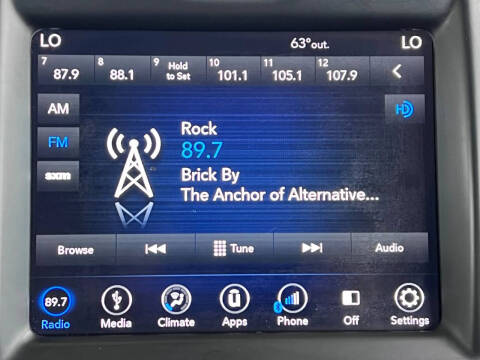 LO 63°out. LO
7 87.9 8 88.1 9 Hold to Set 10 101.1 11 105.1 12 107.9 <
AM
HD
FM
sxm
Rock
89.7
Brick By
The Anchor of Alternative...
Browse Tune Audio
89.7
Radio Media Climate Apps Phone Off Settings